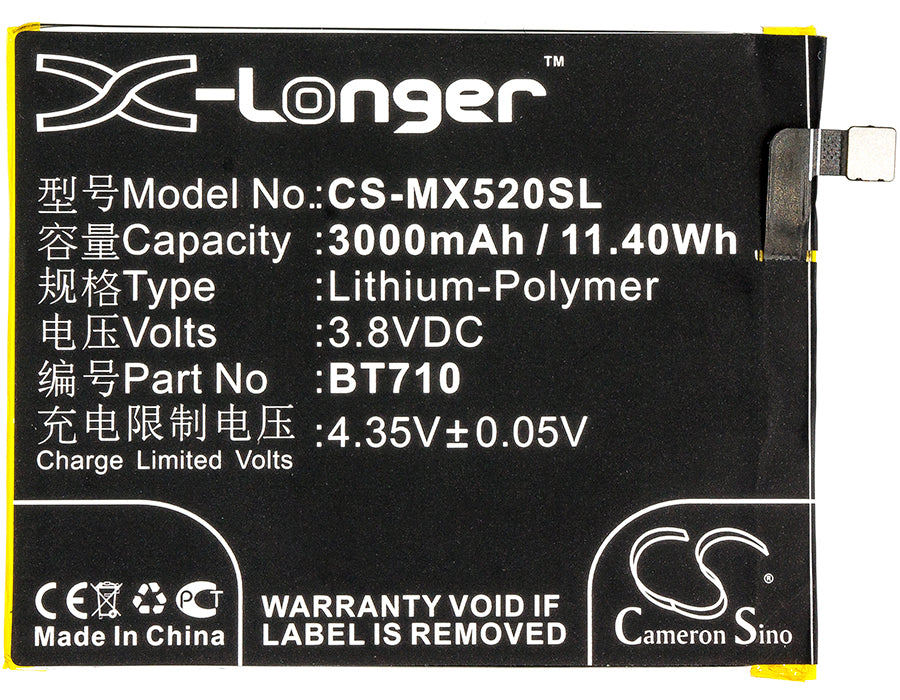 X-Longer™
型号Model No.:CS-MX520SL
容量Capacity :3000mAh / 11.40Wh
规格Type :Lithium-Polymer
电压Volts :3.8VDC
编号Part No :BT710
充电限制电压 :4.35V±0.05V
Charge Limited Volts
CE PCT
Made In China
WARRANTY VOID IF
LABEL IS REMOVED
CS®
Cameron Sino